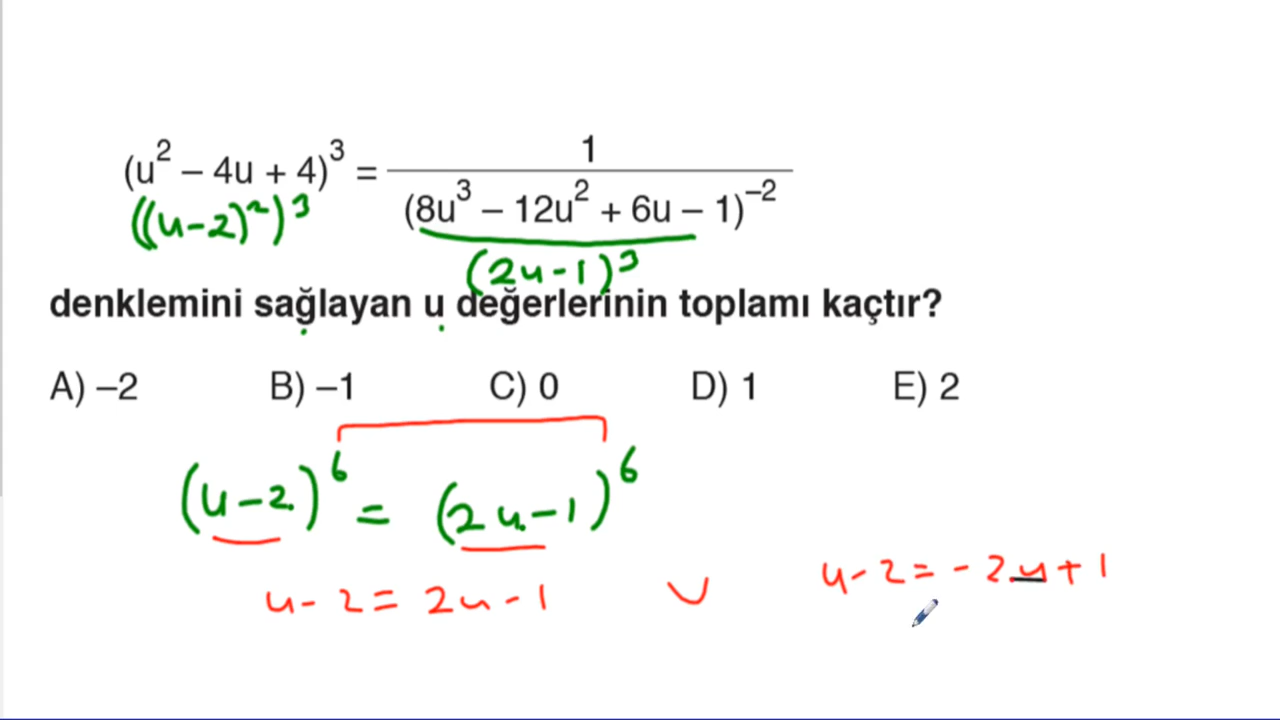 (u² – 4u + 4)³ = 1 / (8u³ – 12u² + 6u – 1)⁻²
((u-2)²)³
(2u-1)³
denklemini sağlayan u değerlerinin toplamı kaçtır?
A) –2 B) –1 C) 0 D) 1 E) 2
(u-2)⁶ = (2u-1)⁶
u-2 = 2u-1 ∨ u-2 = -2u+1